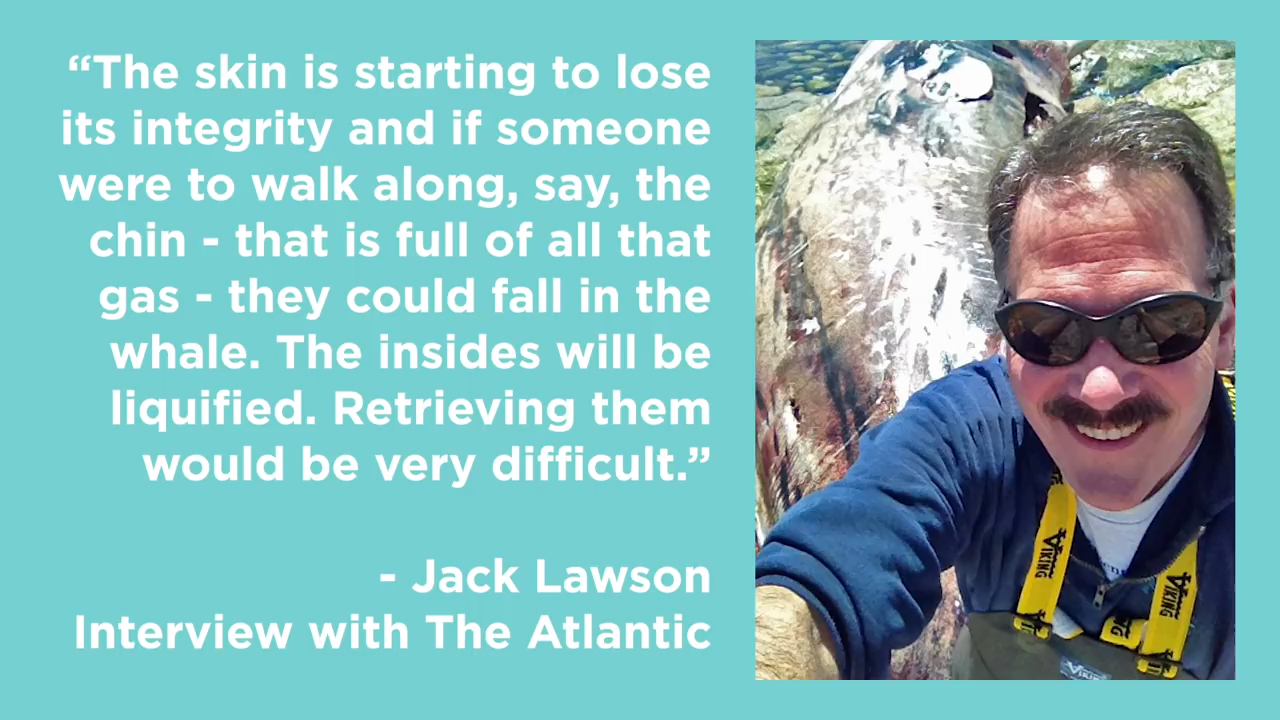 “The skin is starting to lose
its integrity and if someone
were to walk along, say, the
chin - that is full of all that
gas - they could fall in the
whale. The insides will be
liquified. Retrieving them
would be very difficult.”
- Jack Lawson
Interview with The Atlantic
VIKING
VIKING